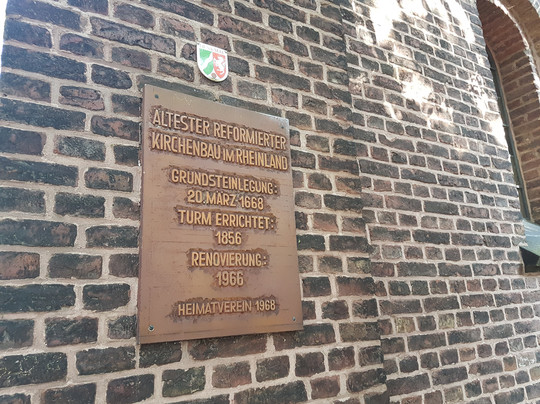 ÄLTESTER REFORMIERTER
KIRCHENBAU IM RHEINLAND
GRUNDSTEINLEGUNG:
20. MÄRZ 1668
TURM ERRICHTET:
1856
RENOVIERUNG:
1966
HEIMATVEREIN 1968